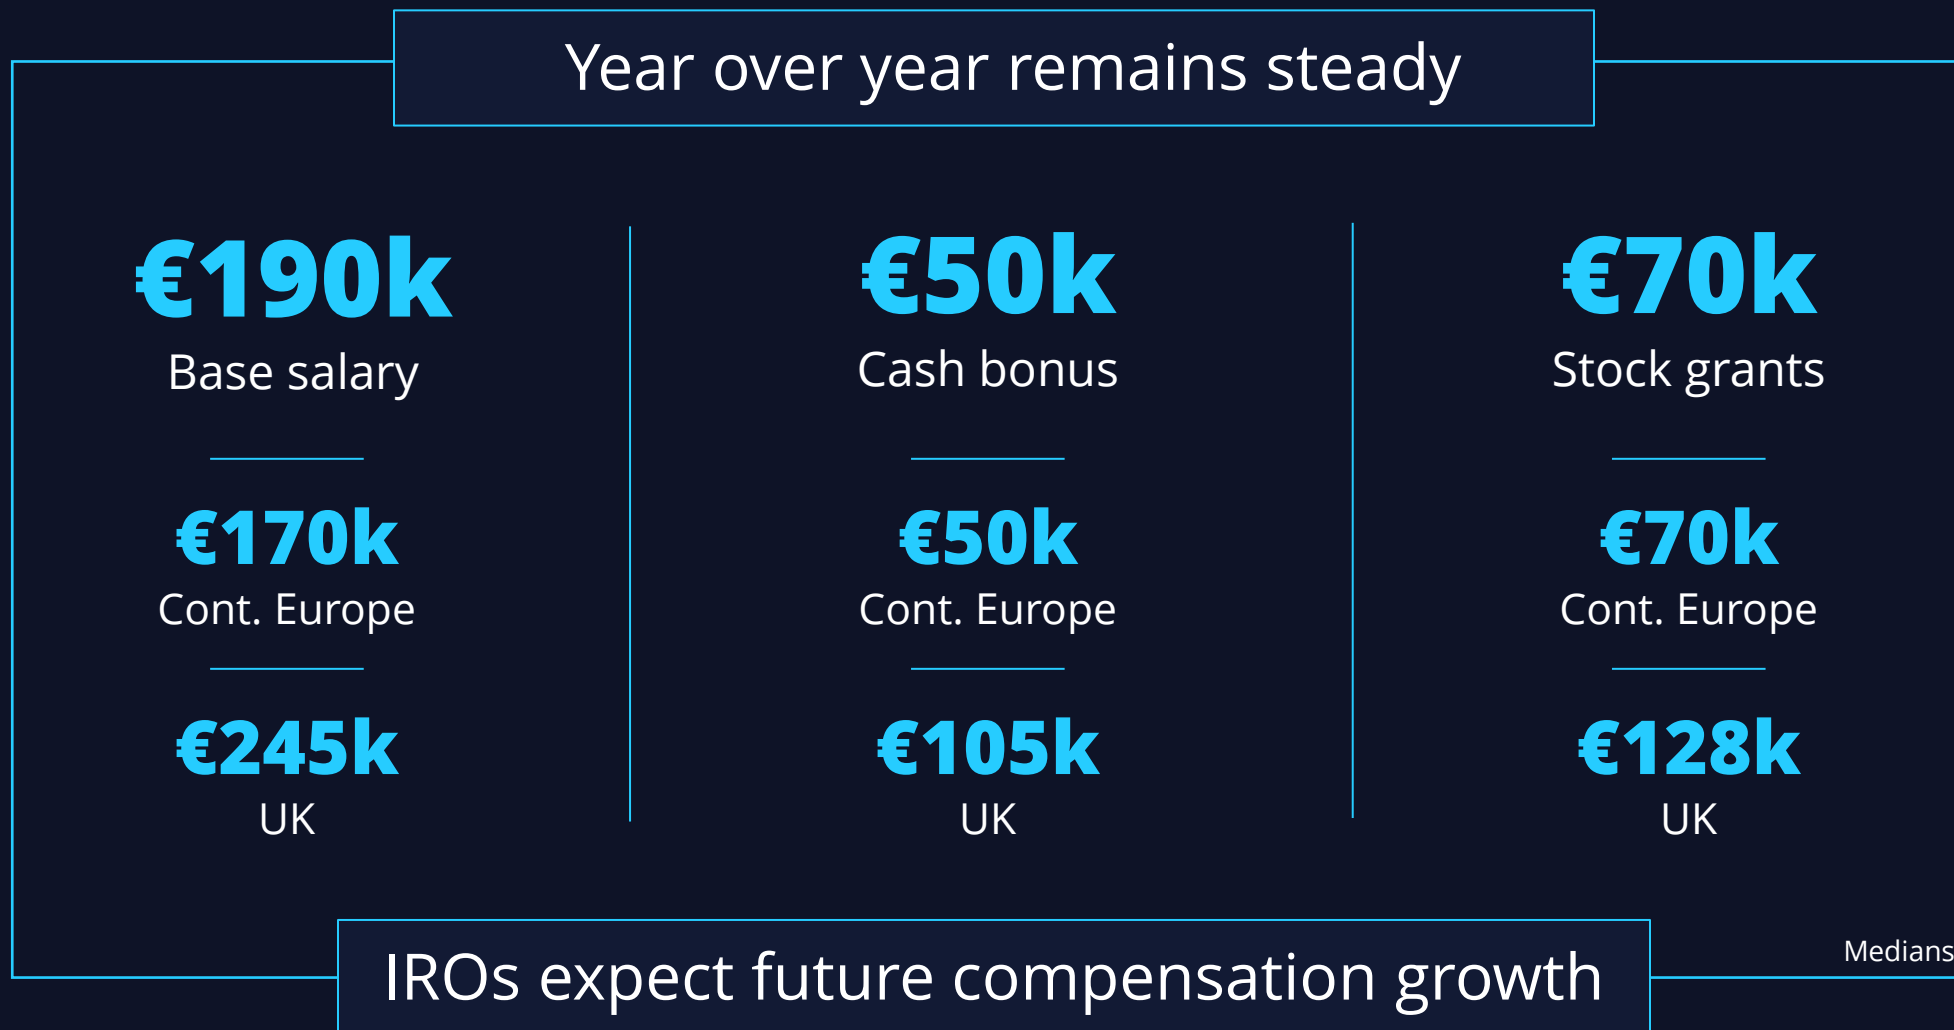 Year over year remains steady
€190k
Base salary
€170k
Cont. Europe
€245k
UK
€50k
Cash bonus
€50k
Cont. Europe
€105k
UK
€70k
Stock grants
€70k
Cont. Europe
€128k
UK
Medians
IROs expect future compensation growth